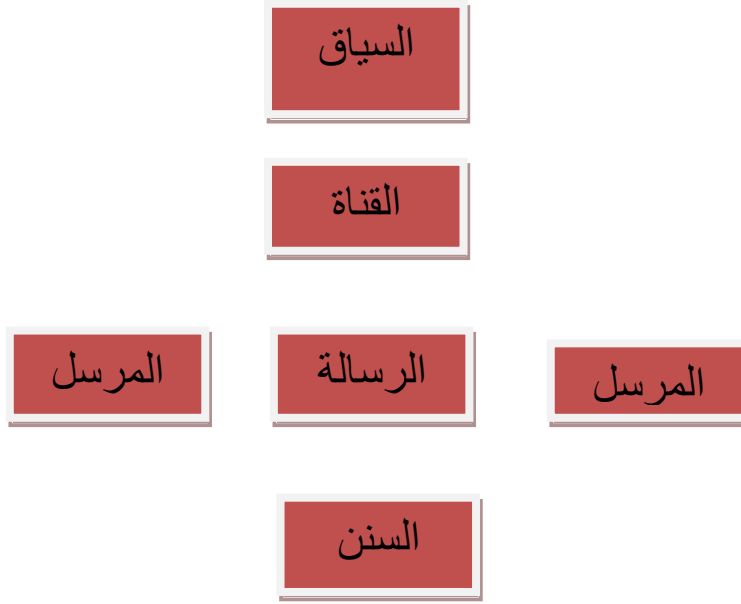 السياق
القناة
المرسل
الرسالة
المرسل
السنن